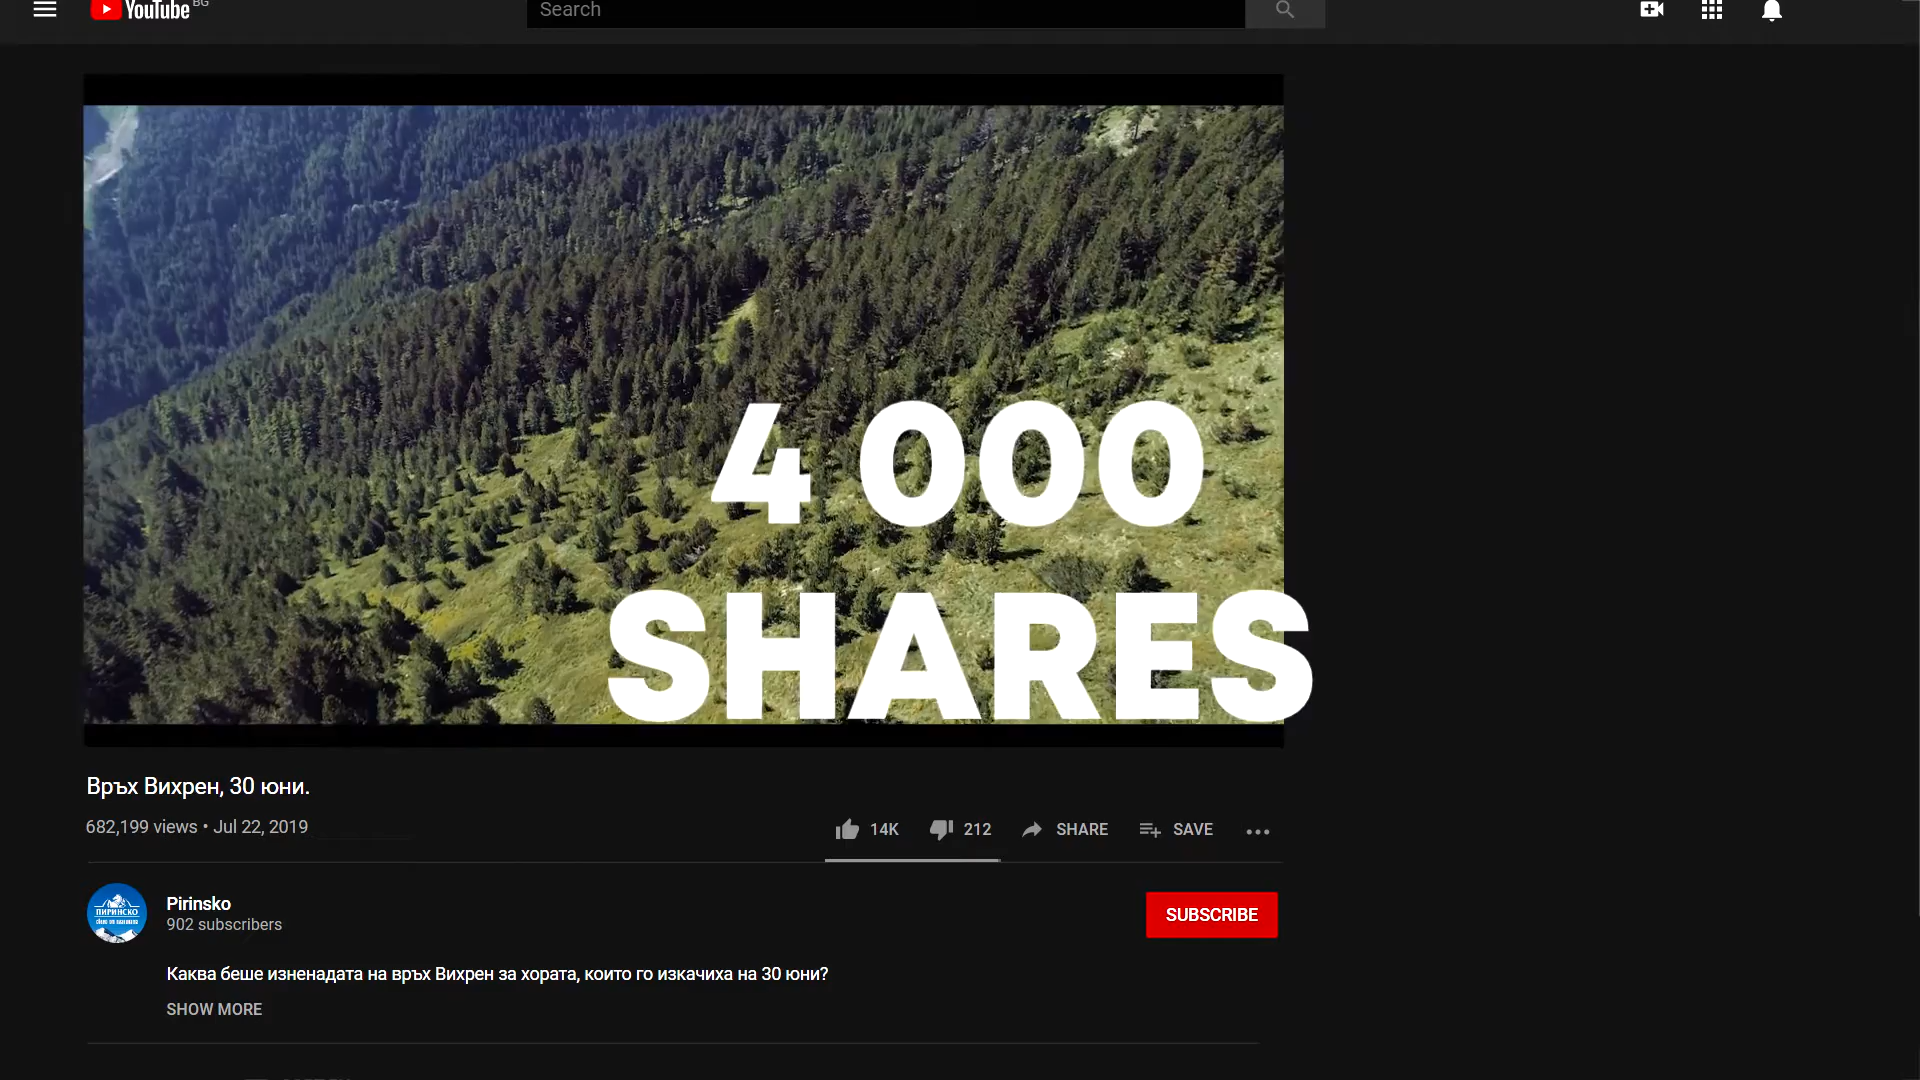 YouTube BG
Search
4 000
SHARES
Връх Вихрен, 30 юни.
682,199 views • Jul 22, 2019
14K 212 SHARE SAVE
Pirinsko
902 subscribers
SUBSCRIBE
ПИРИНСКО
Каква беше изненадата на връх Вихрен за хората, които го изкачиха на 30 юни?
SHOW MORE